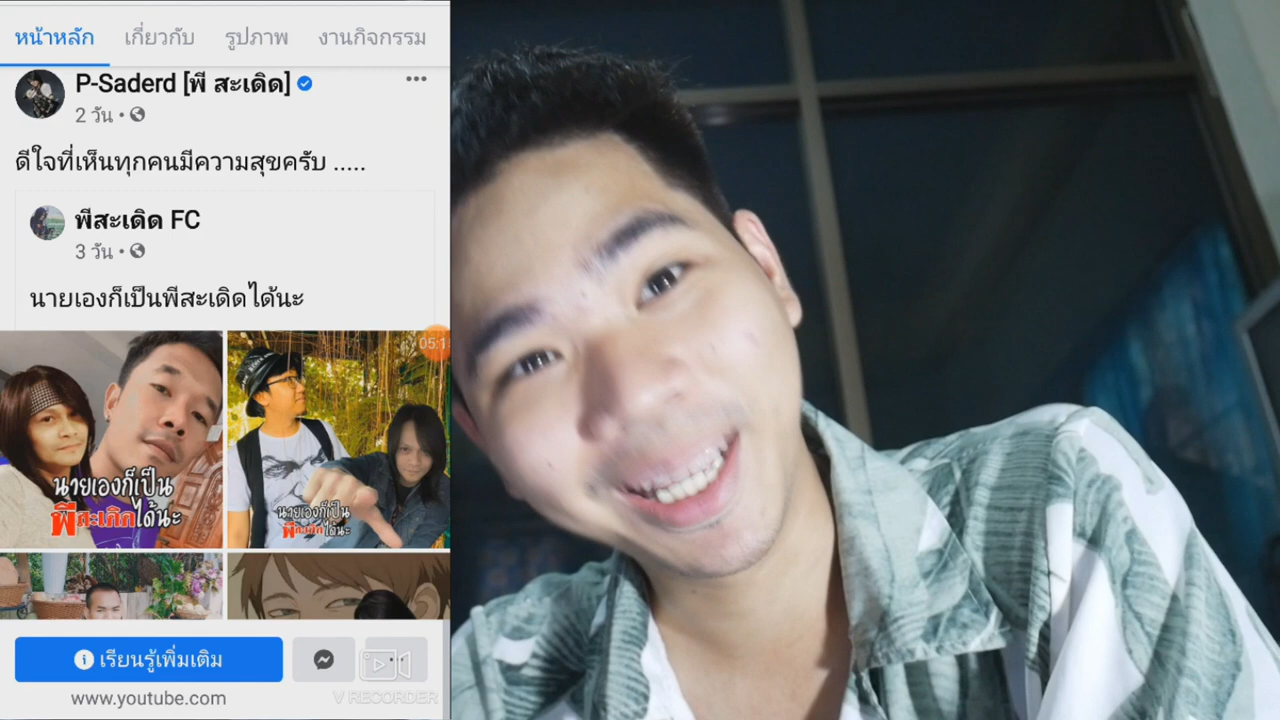 หน้าหลัก เกี่ยวกับ รูปภาพ งานกิจกรรม
P-Saderd [พี สะเดิด]
2 วัน
ดีใจที่เห็นทุกคนมีความสุขครับ .....
พีสะเดิด FC
3 วัน
นายเองก็เป็นพีสะเดิดได้นะ
05:1
นายเองก็เป็น
พีสะเดิดได้นะ
นายเองก็เป็น
พีสะเดิดได้นะ
เรียนรู้เพิ่มเติม
www.youtube.com
V RECORDER